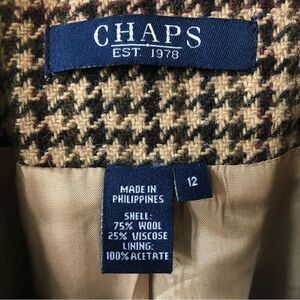 CHAPS
EST. 1978
12
MADE IN
PHILIPPINES
SHELL:
75% WOOL
25% VISCOSE
LINING:
100% ACETATE